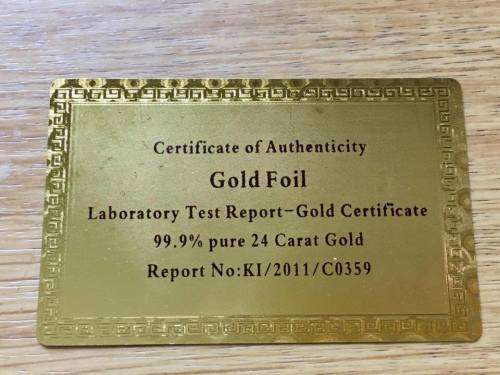 Certificate of Authenticity
Gold Foil
Laboratory Test Report-Gold Certificate
99.9% pure 24 Carat Gold
Report No:KI/2011/C0359